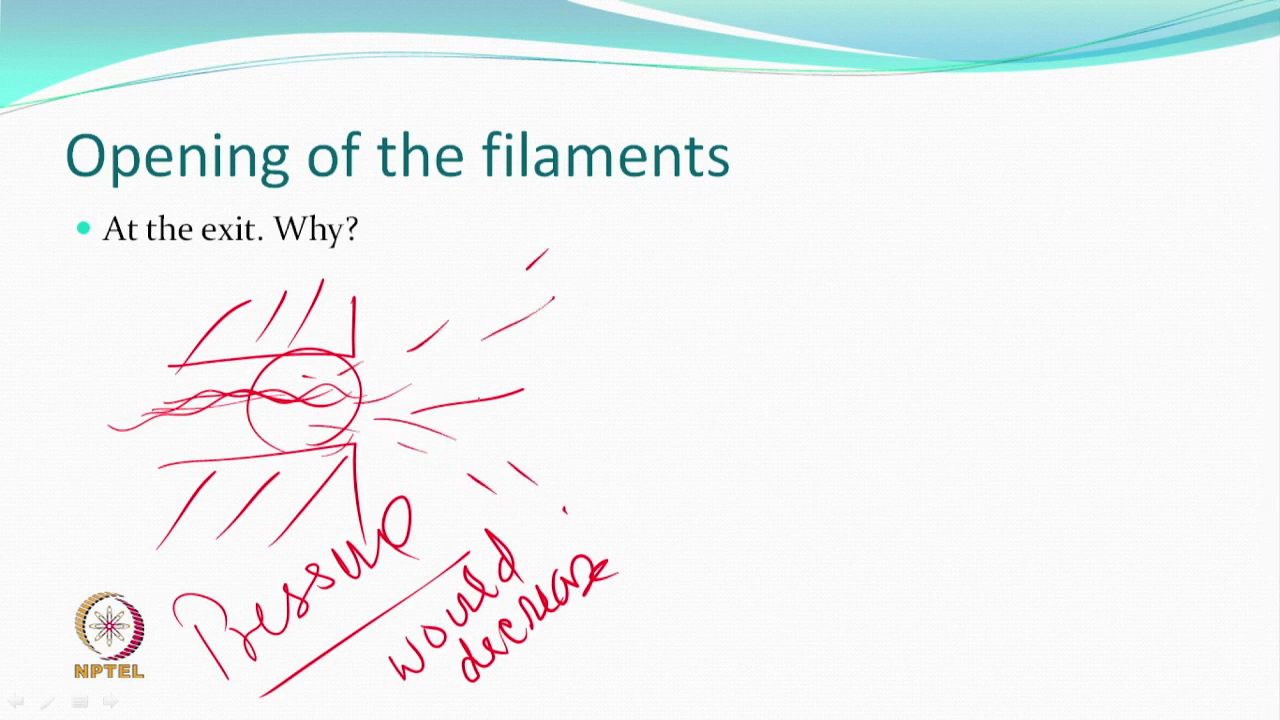 Opening of the filaments
At the exit. Why?
Pressure
would
decrease
NPTEL